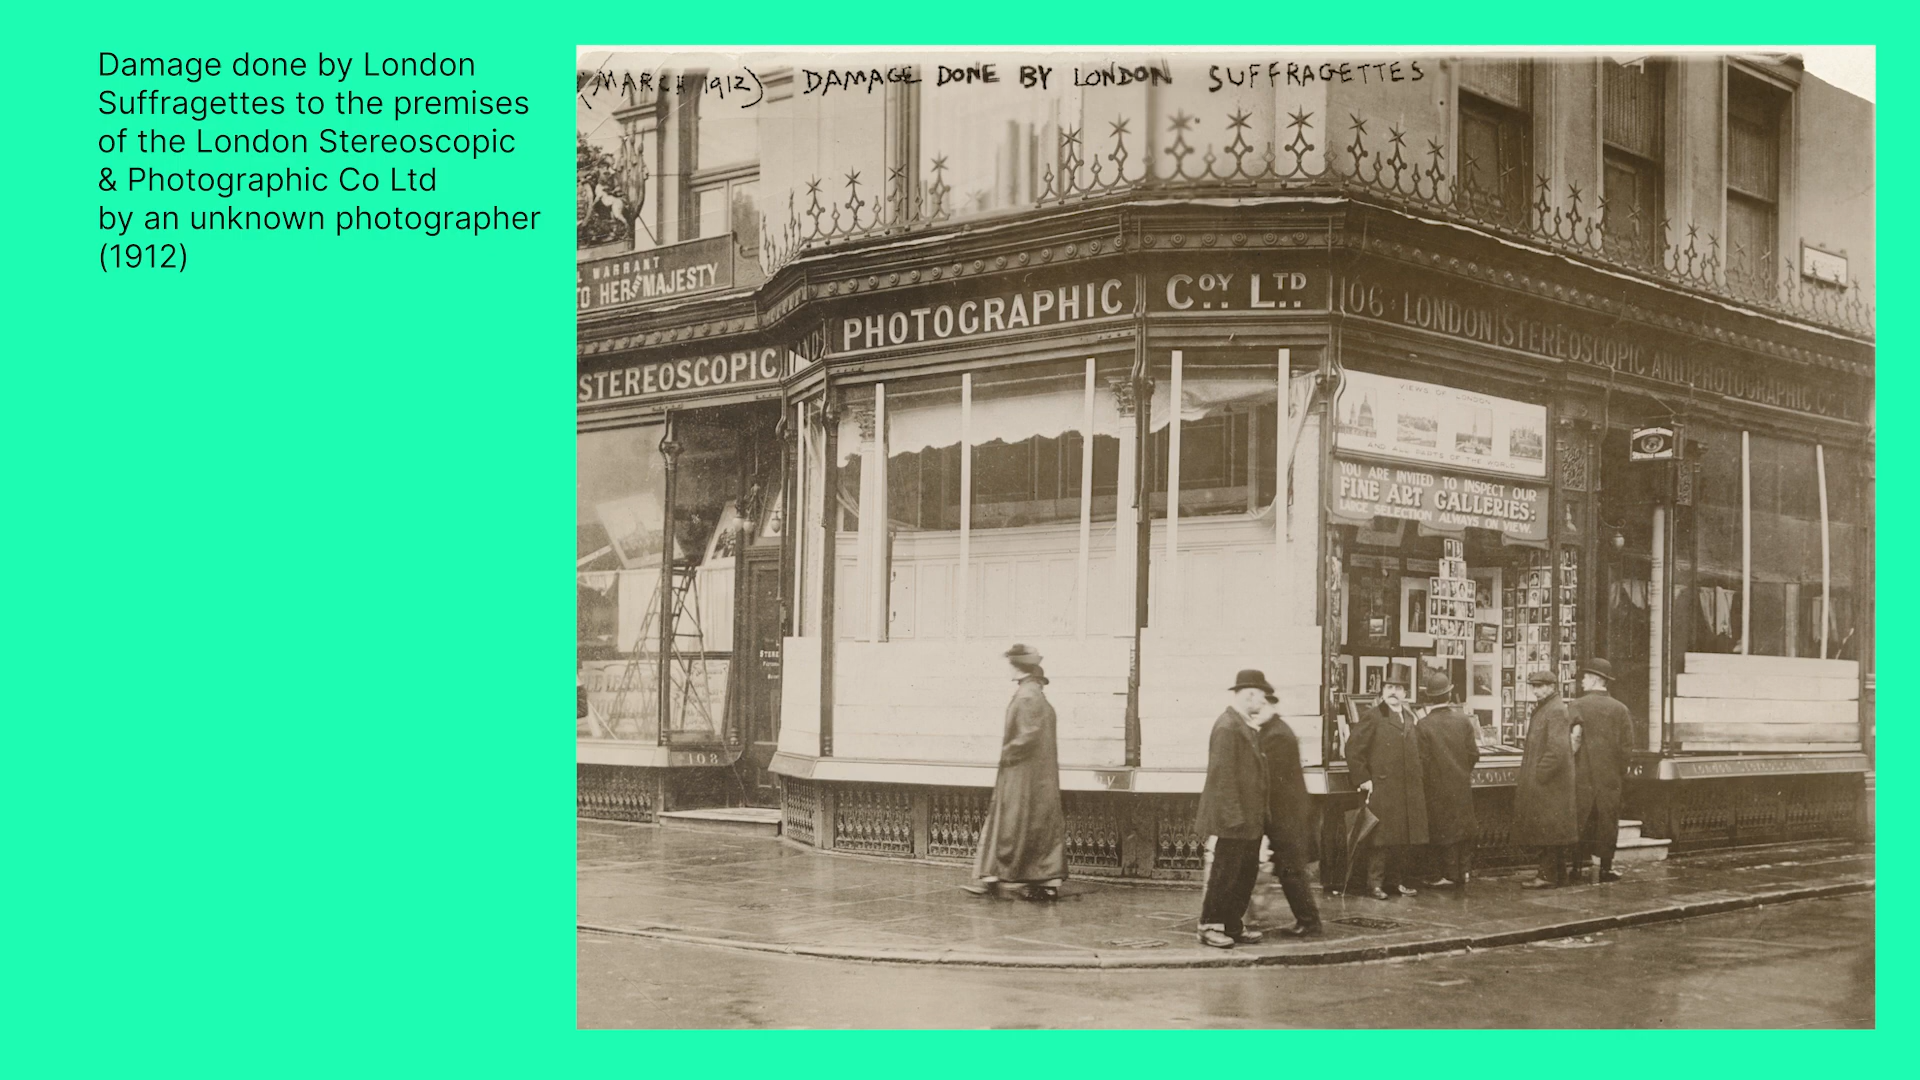 Damage done by London
Suffragettes to the premises
of the London Stereoscopic
& Photographic Co Ltd
by an unknown photographer
(1912)
(MARCH 1912) DAMAGE DONE BY LONDON SUFFRAGETTES
WARRANT
TO HER MAJESTY
STEREOSCOPIC
AND
PHOTOGRAPHIC
COY LTD
106 LONDON STEREOSCOPIC AND PHOTOGRAPHIC
VIEWS OF LONDON
AND ALL PARTS OF THE WORLD
YOU ARE INVITED TO INSPECT OUR
FINE ART GALLERIES:
LARGE SELECTION ALWAYS ON VIEW.
108